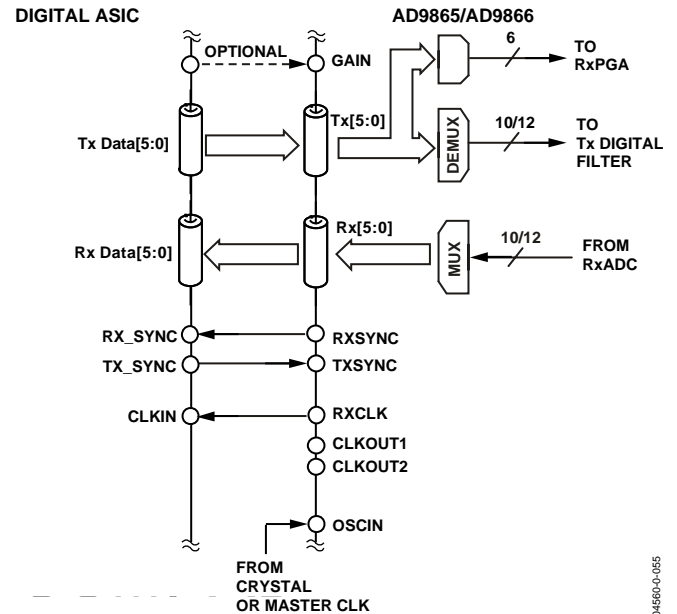 DIGITAL ASIC
AD9865/AD9866
OPTIONAL
GAIN
6
TO
RxPGA
Tx Data[5:0]
Tx[5:0]
DEMUX
10/12
TO
Tx DIGITAL
FILTER
Rx Data[5:0]
Rx[5:0]
MUX
10/12
FROM
RxADC
RX_SYNC
RXSYNC
TX_SYNC
TXSYNC
CLKIN
RXCLK
CLKOUT1
CLKOUT2
OSCIN
FROM
CRYSTAL
OR MASTER CLK
04560-0-055